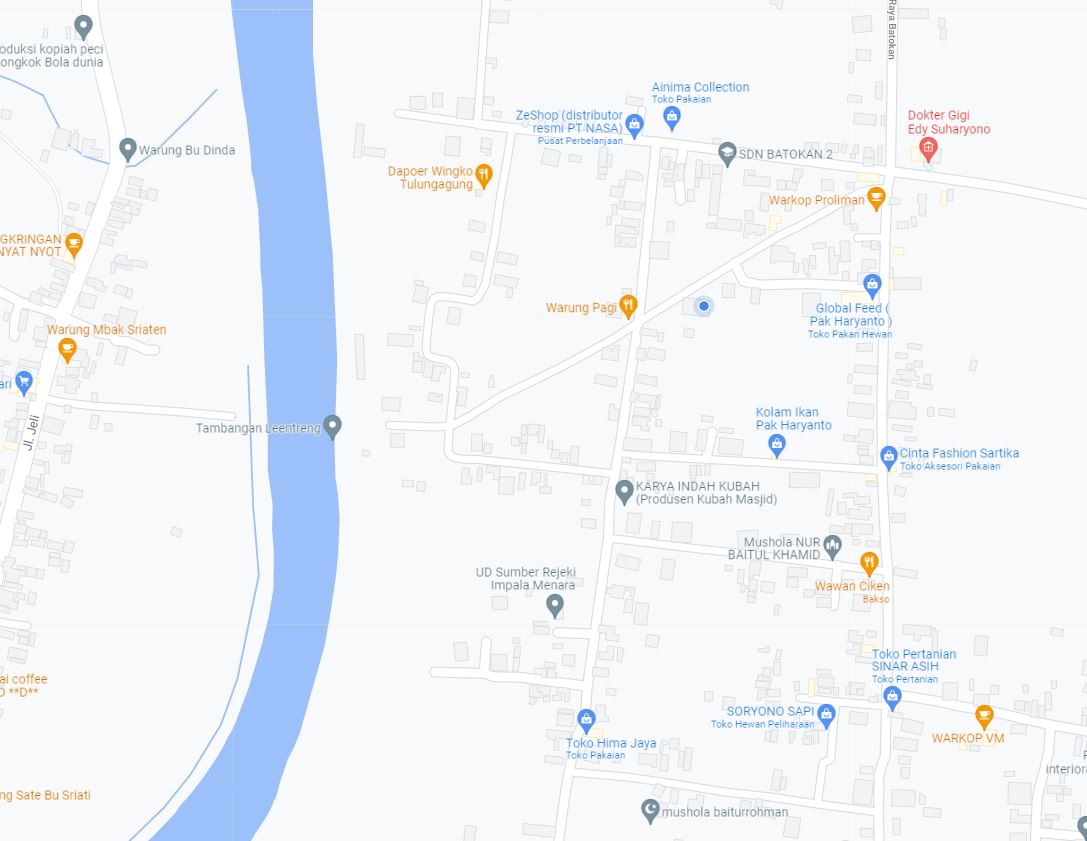 Raya Batokan
oduksi kopiah peci
ongkok Bola dunia
Ainima Collection
Toko Pakaian
ZeShop (distributor
resmi PT NASA)
Pusat Perbelanjaan
Dokter Gigi
Edy Suharyono
Warung Bu Dinda
SDN BATOKAN 2
Dapoer Wingko
Tulungagung
Warkop Proliman
GKRINGAN
NYAT NYOT
Warung Pagi
Global Feed (
Pak Haryanto )
Toko Pakan Hewan
Warung Mbak Sriaten
ari
Jl. Jeli
Kolam Ikan
Pak Haryanto
Tambangan Leentreng
Cinta Fashion Sartika
Toko Aksesori Pakaian
KARYA INDAH KUBAH
(Produsen Kubah Masjid)
Mushola NUR
BAITUL KHAMID
UD Sumber Rejeki
Impala Menara
Wawan Ciken
Bakso
Toko Pertanian
SINAR ASIH
Toko Pertanian
ai coffee
D **D**
SORYONO SAPI
Toko Hewan Peliharaan
WARKOP VM
Toko Hima Jaya
Toko Pakaian
interior
ng Sate Bu Sriati
mushola baiturrohman